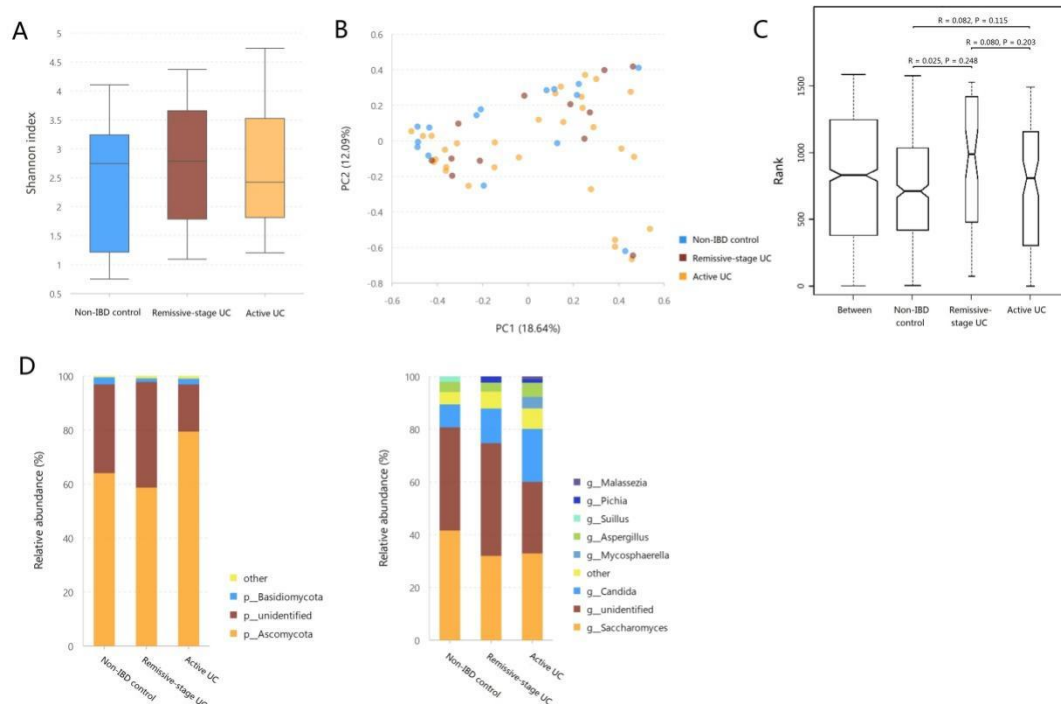 A
Shannon index
5
4.5
4
3.5
3
2.5
2
1.5
1
0.5
Non-IBD control
Remissive-stage UC
Active UC
B
PC2 (12.09%)
0.6
0.4
0.2
0
-0.2
-0.4
-0.6
-0.8
-0.6
-0.4
-0.2
0
0.2
0.4
0.6
PC1 (18.64%)
Non-IBD control
Remissive-stage UC
Active UC
C
R = 0.082, P = 0.115
R = 0.080, P = 0.203
R = 0.025, P = 0.248
Rank
1500
1000
500
0
Between
Non-IBD
control
Remissive-
stage UC
Active UC
D
Relative abundance (%)
100
80
60
40
20
0
Non-IBD control
Remissive-stage UC
Active UC
other
p__Basidiomycota
p__unidentified
p__Ascomycota
Relative abundance (%)
100
80
60
40
20
0
Non-IBD control
Remissive-stage UC
Active UC
g__Malassezia
g__Pichia
g__Suillus
g__Aspergillus
g__Mycosphaerella
other
g__Candida
g__unidentified
g__Saccharomyces